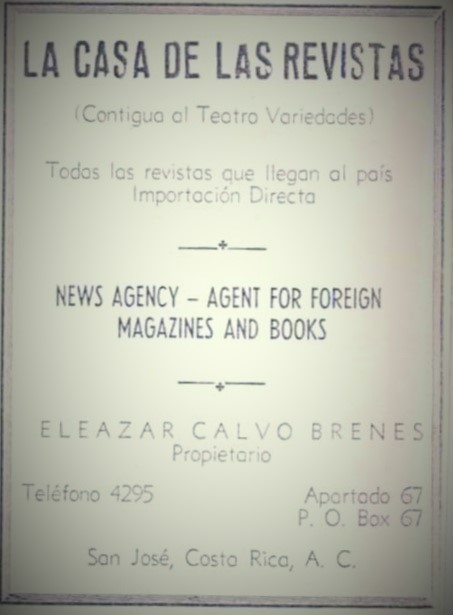 LA CASA DE LAS REVISTAS
(Contigua al Teatro Variedades)
Todas las revistas que llegan al país
Importación Directa
NEWS AGENCY – AGENT FOR FOREIGN
MAGAZINES AND BOOKS
ELEAZAR CALVO BRENES
Propietario
Teléfono 4295
Apartado 67
P. O. Box 67
San José, Costa Rica, A. C.